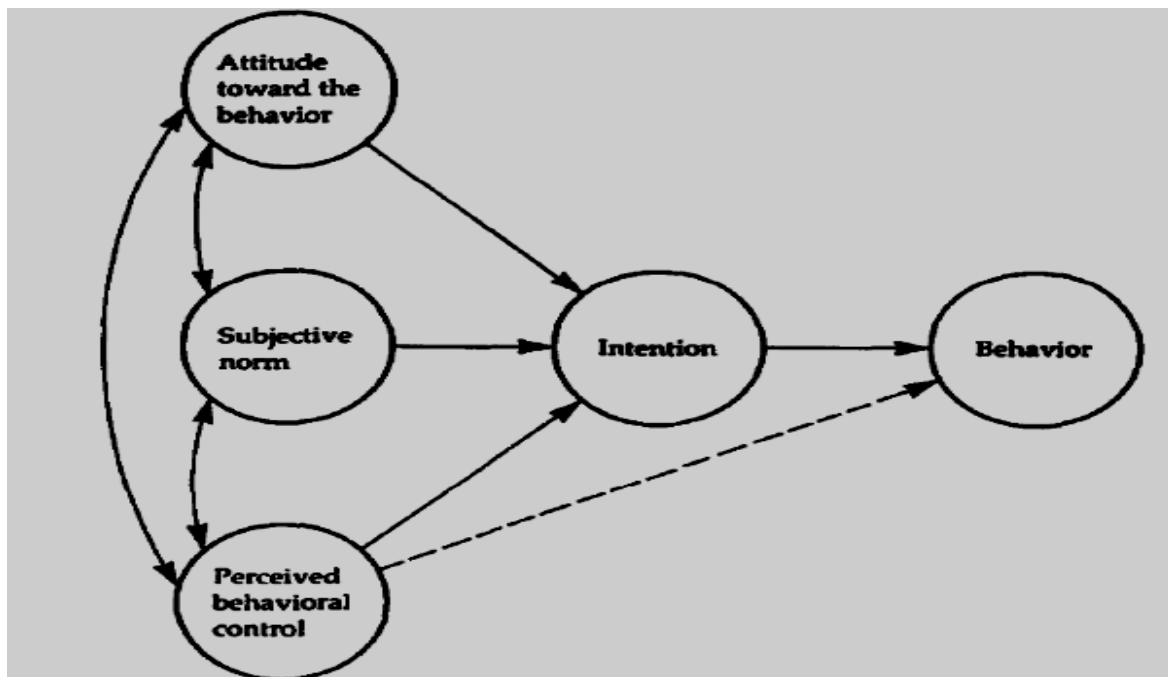 Attitude
toward the
behavior
Subjective
norm
Intention
Behavior
Perceived
behavioral
control